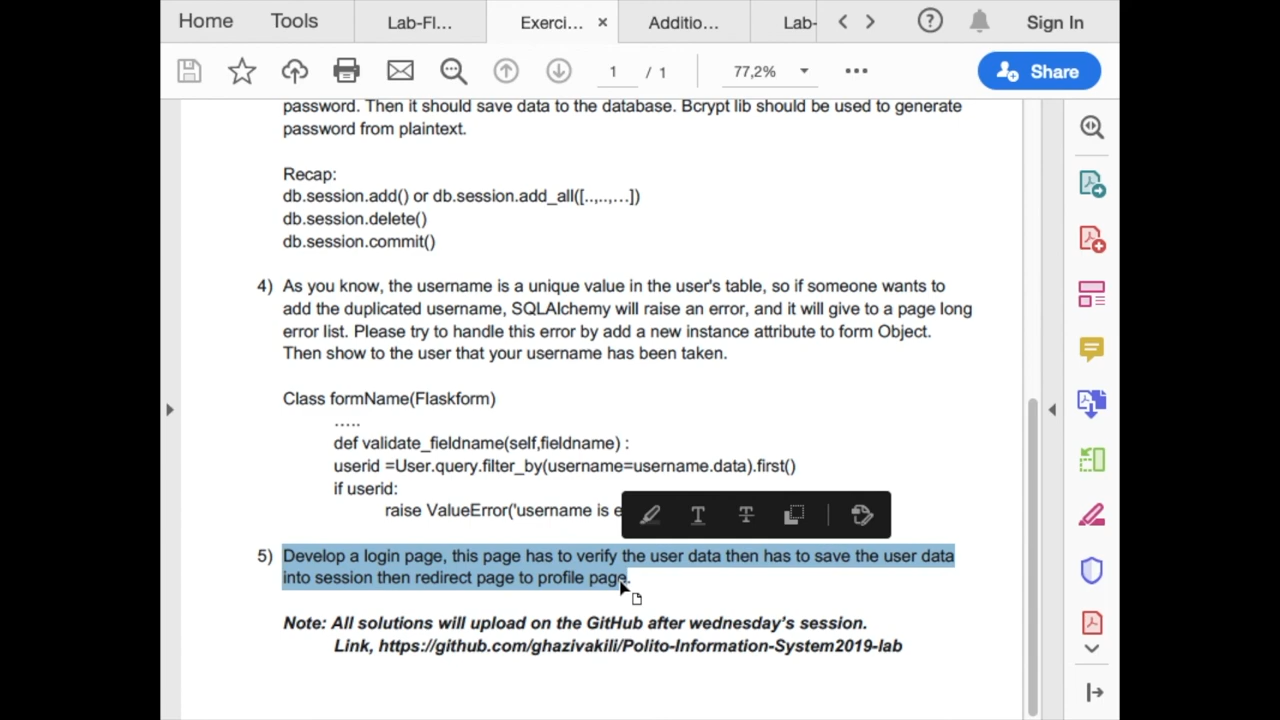 Home
Tools
Lab-Fl...
Exerci...
Additio...
Lab-
Sign In
1 / 1
77,2%
Share
password. Then it should save data to the database. Bcrypt lib should be used to generate
password from plaintext.
Recap:
db.session.add() or db.session.add_all([..,..,...])
db.session.delete()
db.session.commit()
4) As you know, the username is a unique value in the user's table, so if someone wants to
add the duplicated username, SQLAlchemy will raise an error, and it will give to a page long
error list. Please try to handle this error by add a new instance attribute to form Object.
Then show to the user that your username has been taken.
Class formName(Flaskform)
.....
def validate_fieldname(self,fieldname) :
userid =User.query.filter_by(username=username.data).first()
if userid:
raise ValueError('username is e
5) Develop a login page, this page has to verify the user data then has to save the user data
into session then redirect page to profile page.
Note: All solutions will upload on the GitHub after wednesday's session.
Link, https://github.com/ghazivakili/Polito-Information-System2019-lab